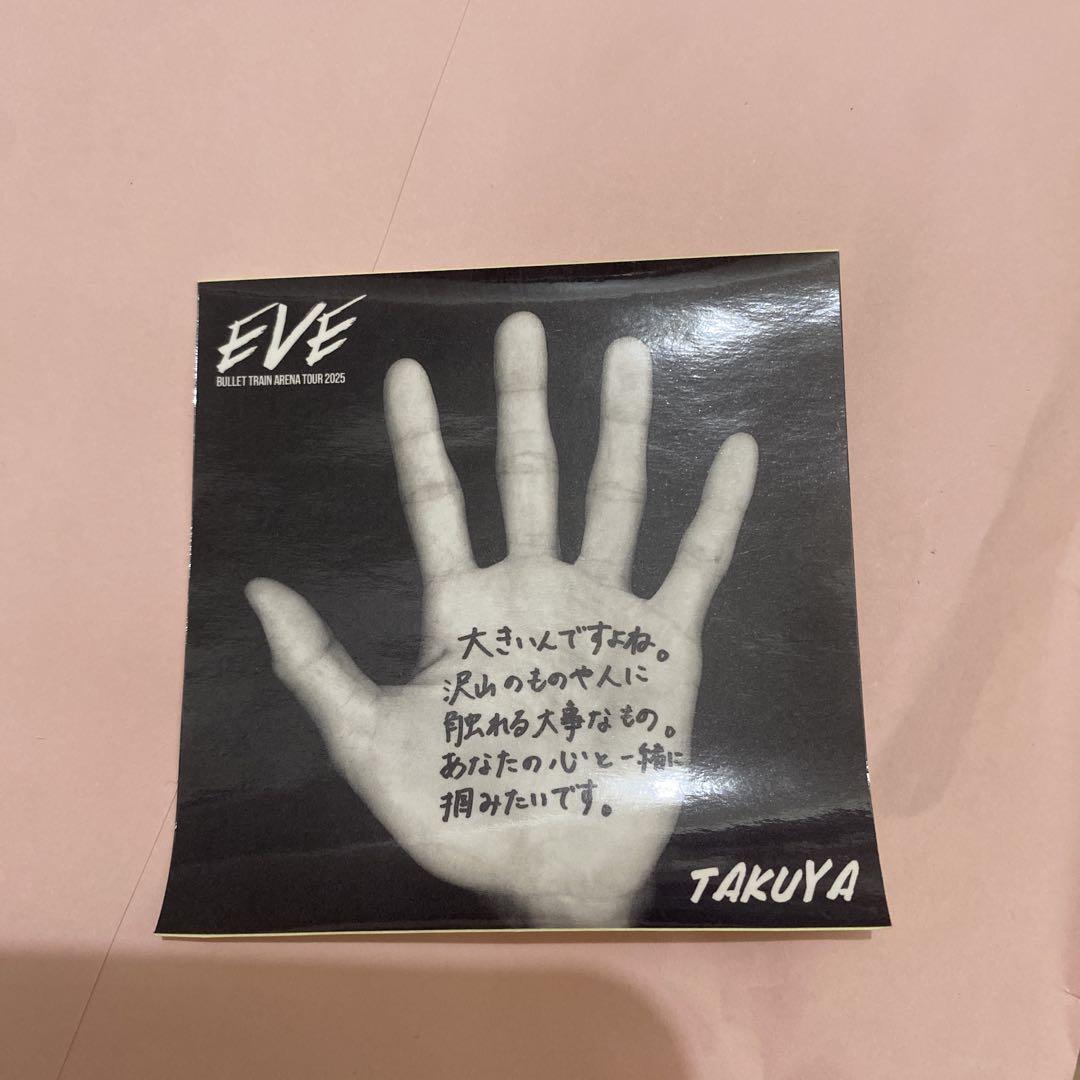 EVE
BULLET TRAIN ARENA TOUR 2025
大きいんですよね。
沢山のものや人に
触れる大事なもの。
あなたの心と一緒に
掴みたいです。
TAKUYA